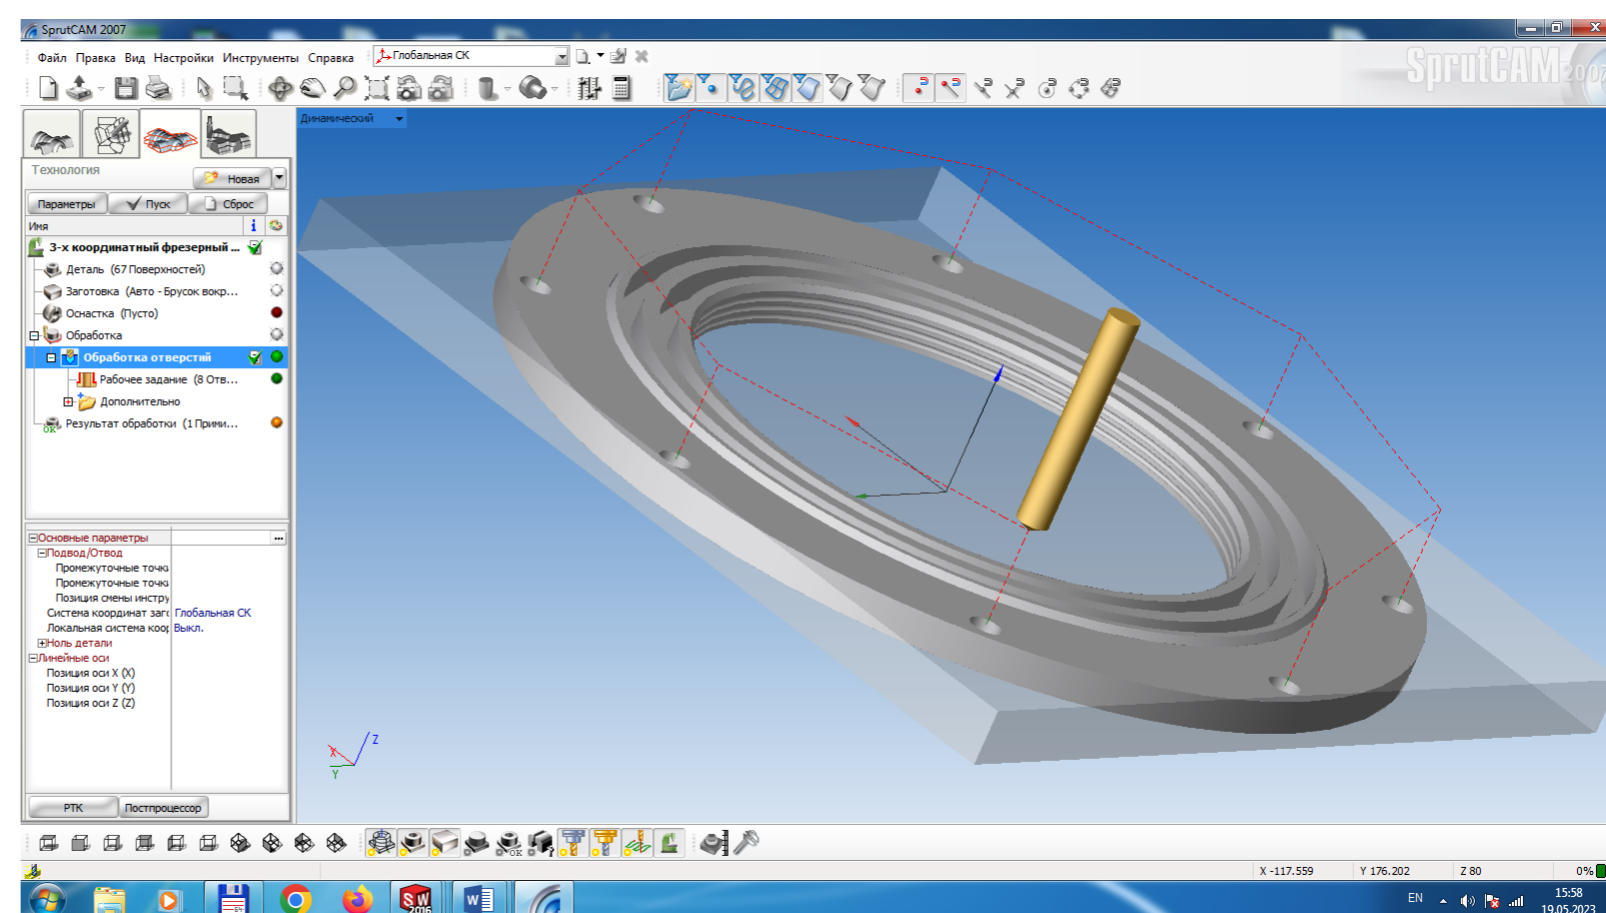 SprutCAM 2007
Файл Правка Вид Настройки Инструменты Справка Глобальная СК
SprutCAM 2007
Динамический
Технология
Новая
Параметры Пуск Сброс
Имя
3-х координатный фрезерный ...
Деталь (67 Поверхностей)
Заготовка (Авто - Брусок вокр...
Оснастка (Пусто)
Обработка
Обработка отверстий
Рабочее задание (8 Отв...
Дополнительно
Результат обработки (1 Прими...
Основные параметры ...
Подвод/Отвод
Промежуточные точк
Промежуточные точк
Позиция смены инстру
Система координат заго Глобальная СК
Локальная система коор Выкл.
Ноль детали
Линейные оси
Позиция оси X (X)
Позиция оси Y (Y)
Позиция оси Z (Z)
Z
X
Y
РТК Постпроцессор
X -117.559 Y 176.202 Z 80 0%
EN 15:58
19.05.2023